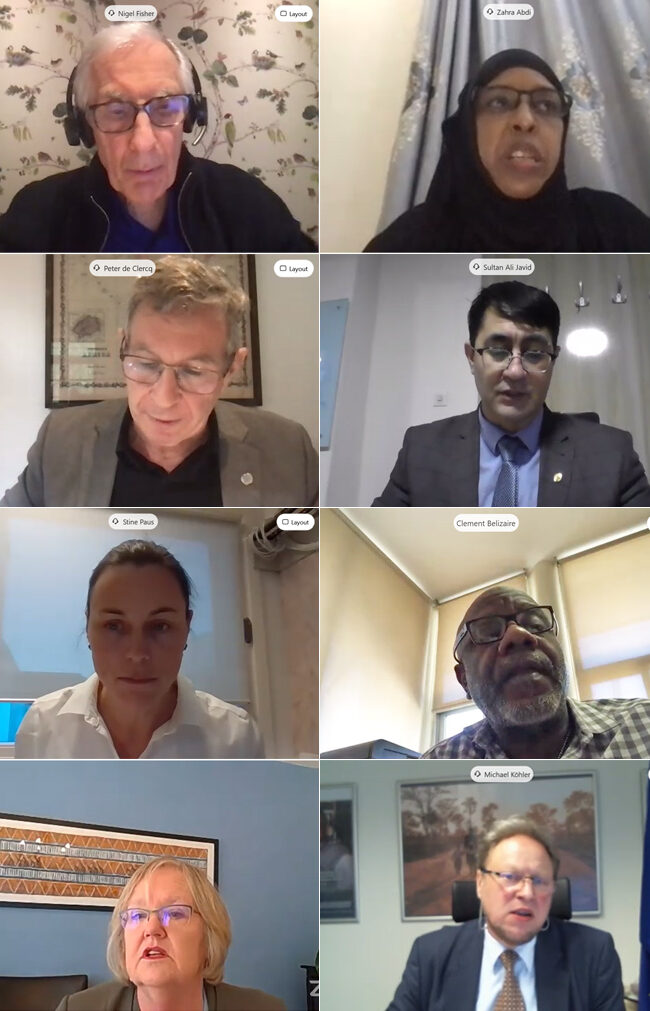 Nigel Fisher
Layout
Zahra Abdi
Peter de Clercq
Layout
Sultan Ali Javid
Stine Paus
Layout
Clement Belizaire
Michael Köhler